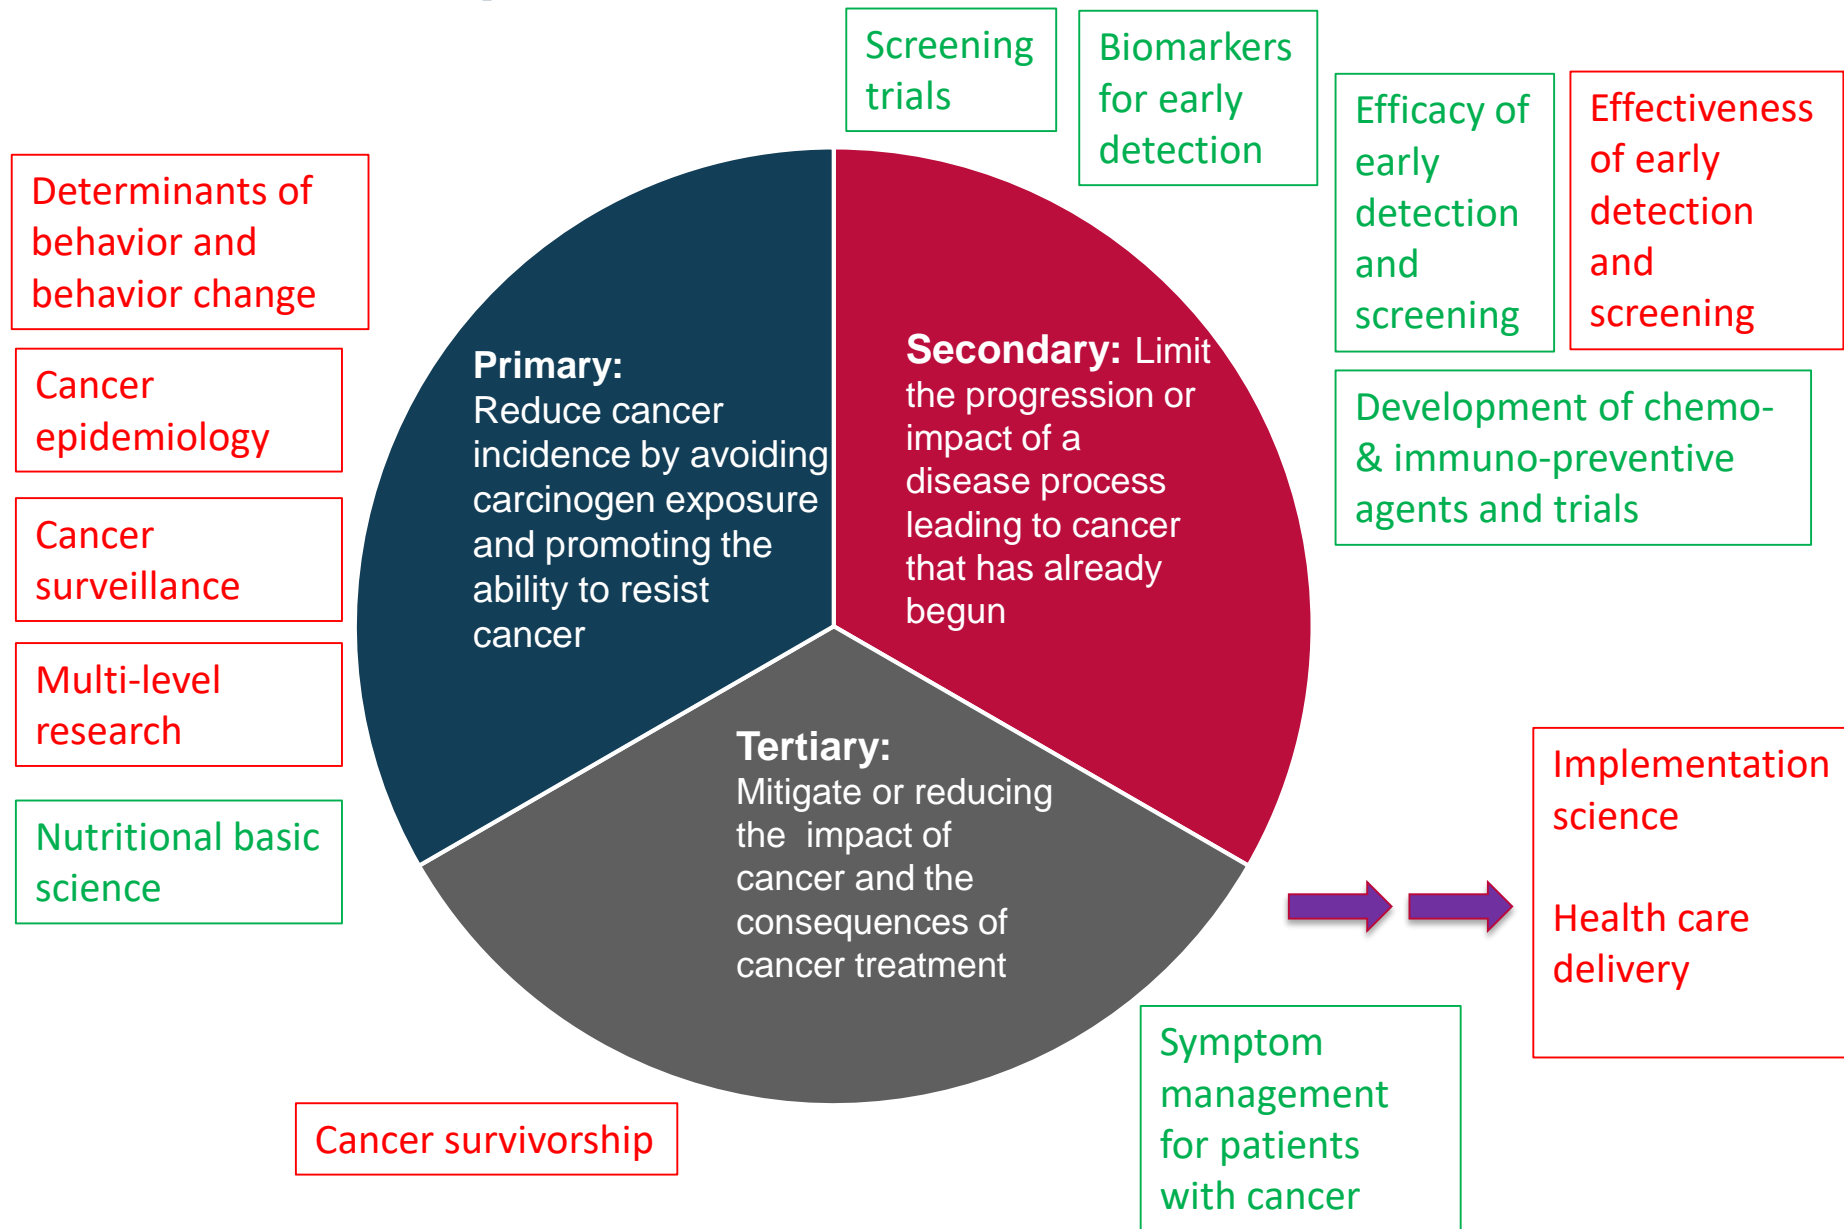 Screening
trials
Biomarkers
for early
detection
Efficacy of
early
detection
and
screening
Effectiveness
of early
detection
and
screening
Determinants of
behavior and
behavior change
Cancer
epidemiology
Cancer
surveillance
Multi-level
research
Nutritional basic
science
Primary:
Reduce cancer
incidence by avoiding
carcinogen exposure
and promoting the
ability to resist
cancer
Secondary: Limit
the progression or
impact of a
disease process
leading to cancer
that has already
begun
Development of chemo-
& immuno-preventive
agents and trials
Tertiary:
Mitigate or reducing
the  impact of
cancer and the
consequences of
cancer treatment
Implementation
science
Health care
delivery
Symptom
management
for patients
with cancer
Cancer survivorship